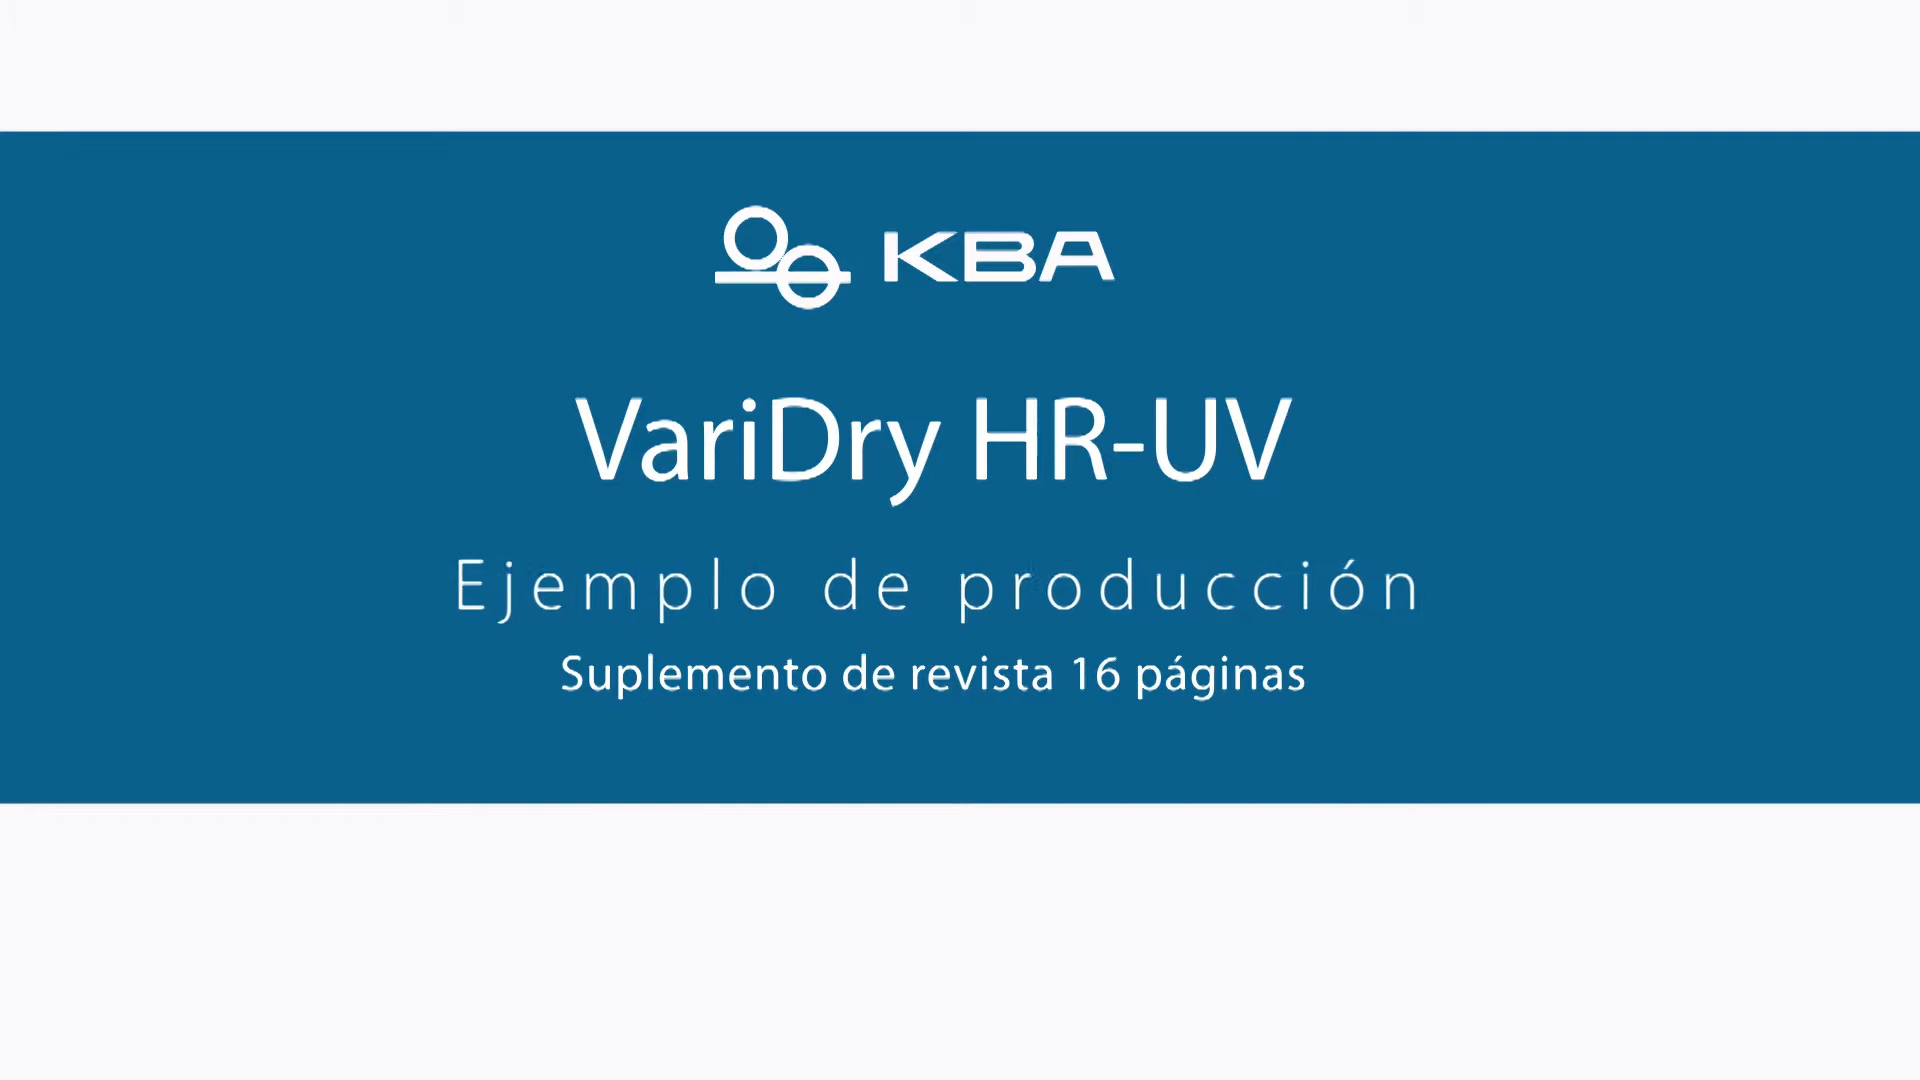 KBA
VariDry HR-UV
Ejemplo de producción
Suplemento de revista 16 páginas